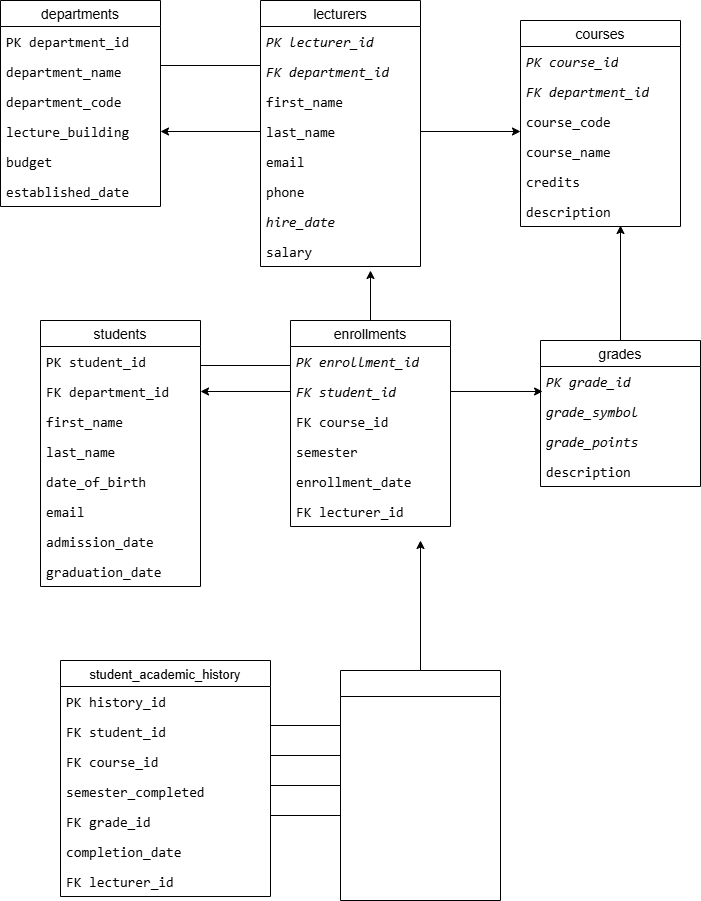 departments
PK department_id
department_name
department_code
lecture_building
budget
established_date
lecturers
PK lecturer_id
FK department_id
first_name
last_name
email
phone
hire_date
salary
courses
PK course_id
FK department_id
course_code
course_name
credits
description
students
PK student_id
FK department_id
first_name
last_name
date_of_birth
email
admission_date
graduation_date
enrollments
PK enrollment_id
FK student_id
FK course_id
semester
enrollment_date
FK lecturer_id
grades
PK grade_id
grade_symbol
grade_points
description
student_academic_history
PK history_id
FK student_id
FK course_id
semester_completed
FK grade_id
completion_date
FK lecturer_id